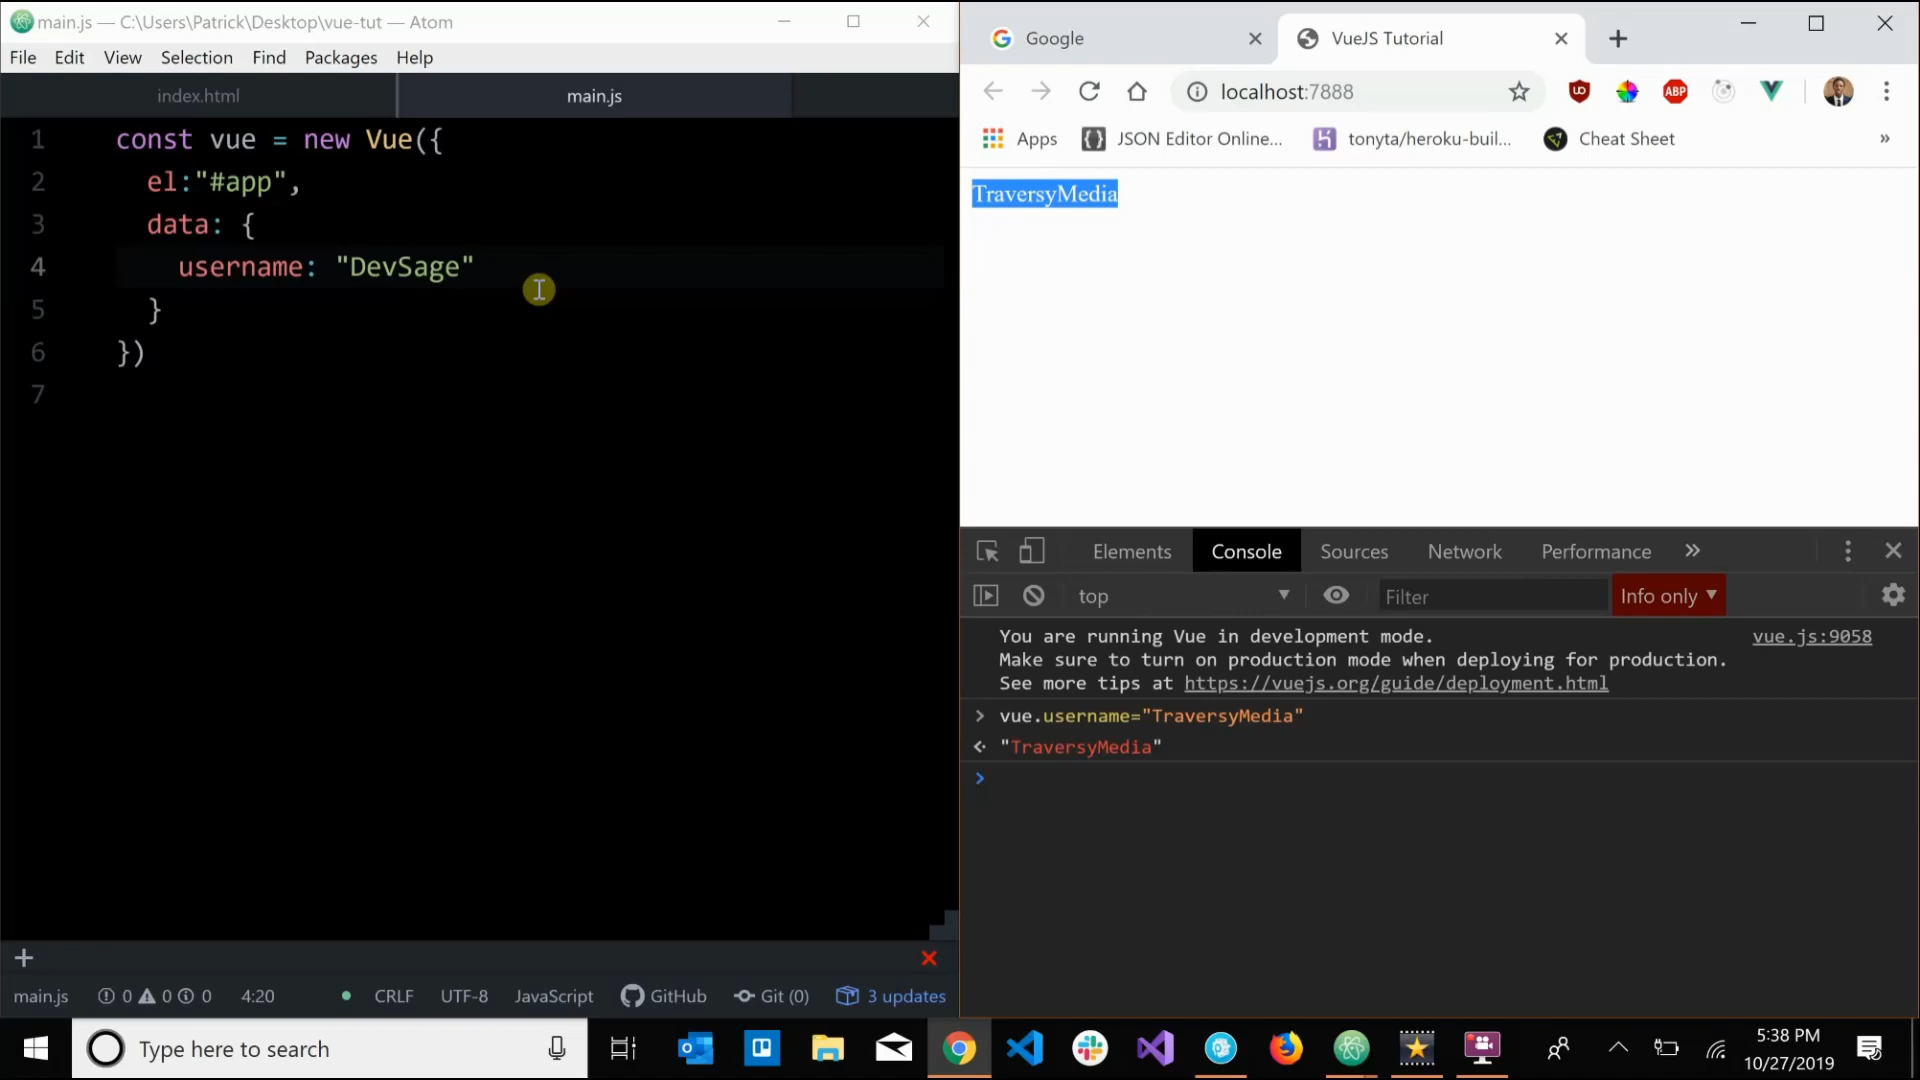 main.js — C:\Users\Patrick\Desktop\vue-tut — Atom
File Edit View Selection Find Packages Help
index.html main.js
1 const vue = new Vue({
2 el:"#app",
3 data: {
4 username: "DevSage"
5 }
6 })
7
main.js 0 0 0 4:20 CRLF UTF-8 JavaScript GitHub Git (0) 3 updates
Google VueJS Tutorial
localhost:7888 ABP
Apps JSON Editor Online... tonyta/heroku-buil... Cheat Sheet »
TraversyMedia
Elements Console Sources Network Performance »
top Filter Info only
You are running Vue in development mode. vue.js:9058
Make sure to turn on production mode when deploying for production.
See more tips at https://vuejs.org/guide/deployment.html
> vue.username="TraversyMedia"
"TraversyMedia"
>
Type here to search
5:38 PM
10/27/2019